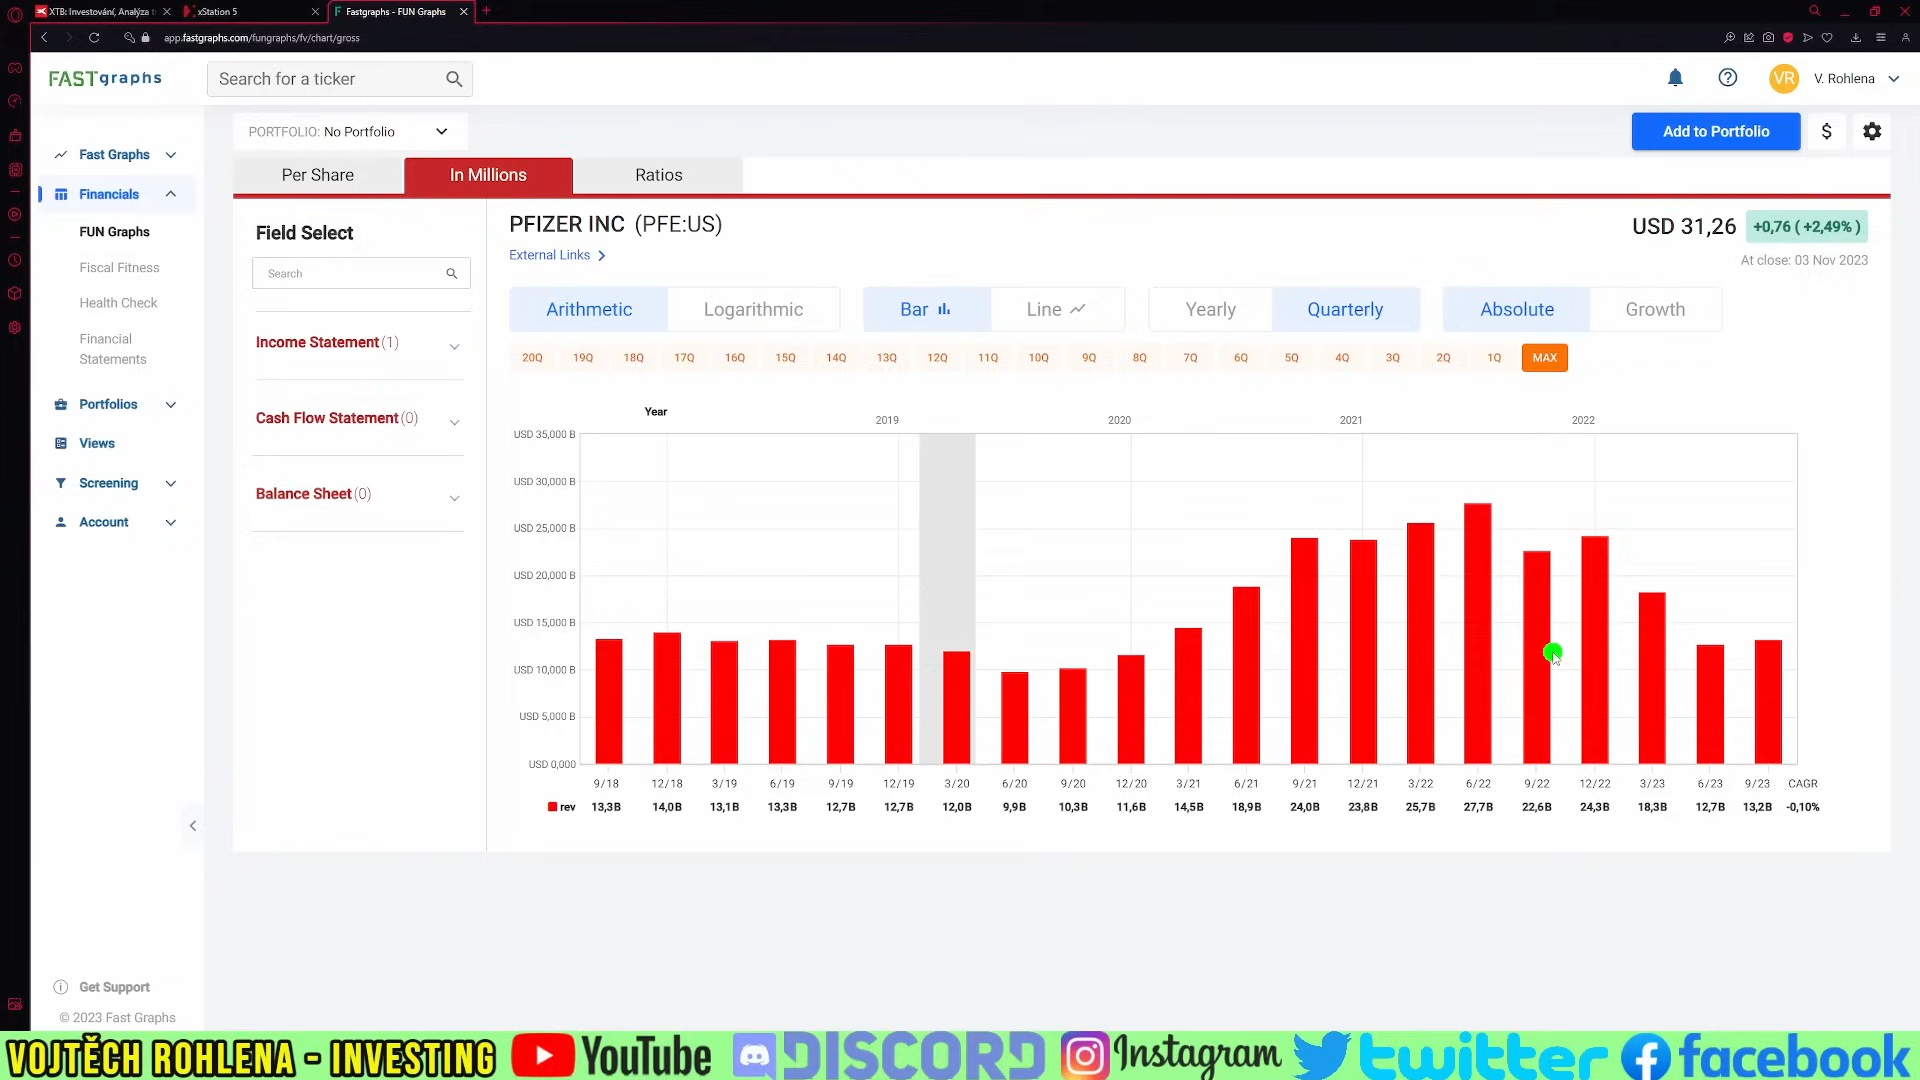 XTB: Investování, Analýza
xStation 5
Fastgraphs - FUN Graphs
app.fastgraphs.com/fungraphs/fv/chart/gross
FASTgraphs
Search for a ticker
VR
V. Rohlena
PORTFOLIO: No Portfolio
Add to Portfolio
$
Fast Graphs
Financials
FUN Graphs
Fiscal Fitness
Health Check
Financial
Statements
Portfolios
Views
Screening
Account
Get Support
© 2023 Fast Graphs
Per Share
In Millions
Ratios
Field Select
Search
Income Statement (1)
Cash Flow Statement (0)
Balance Sheet (0)
PFIZER INC (PFE:US)
External Links
USD 31,26 +0,76 ( +2,49% )
At close: 03 Nov 2023
Arithmetic Logarithmic Bar Line Yearly Quarterly Absolute Growth
20Q 19Q 18Q 17Q 16Q 15Q 14Q 13Q 12Q 11Q 10Q 9Q 8Q 7Q 6Q 5Q 4Q 3Q 2Q 1Q MAX
Year 2019 2020 2021 2022
USD 35,000 B
USD 30,000 B
USD 25,000 B
USD 20,000 B
USD 15,000 B
USD 10,000 B
USD 5,000 B
USD 0,000
9/18 12/18 3/19 6/19 9/19 12/19 3/20 6/20 9/20 12/20 3/21 6/21 9/21 12/21 3/22 6/22 9/22 12/22 3/23 6/23 9/23 CAGR
rev 13,3B 14,0B 13,1B 13,3B 12,7B 12,7B 12,0B 9,9B 10,3B 11,6B 14,5B 18,9B 24,0B 23,8B 25,7B 27,7B 22,6B 24,3B 18,3B 12,7B 13,2B -0,10%
VOJTĚCH ROHLENA - INVESTING YouTube DISCORD Instagram twitter facebook